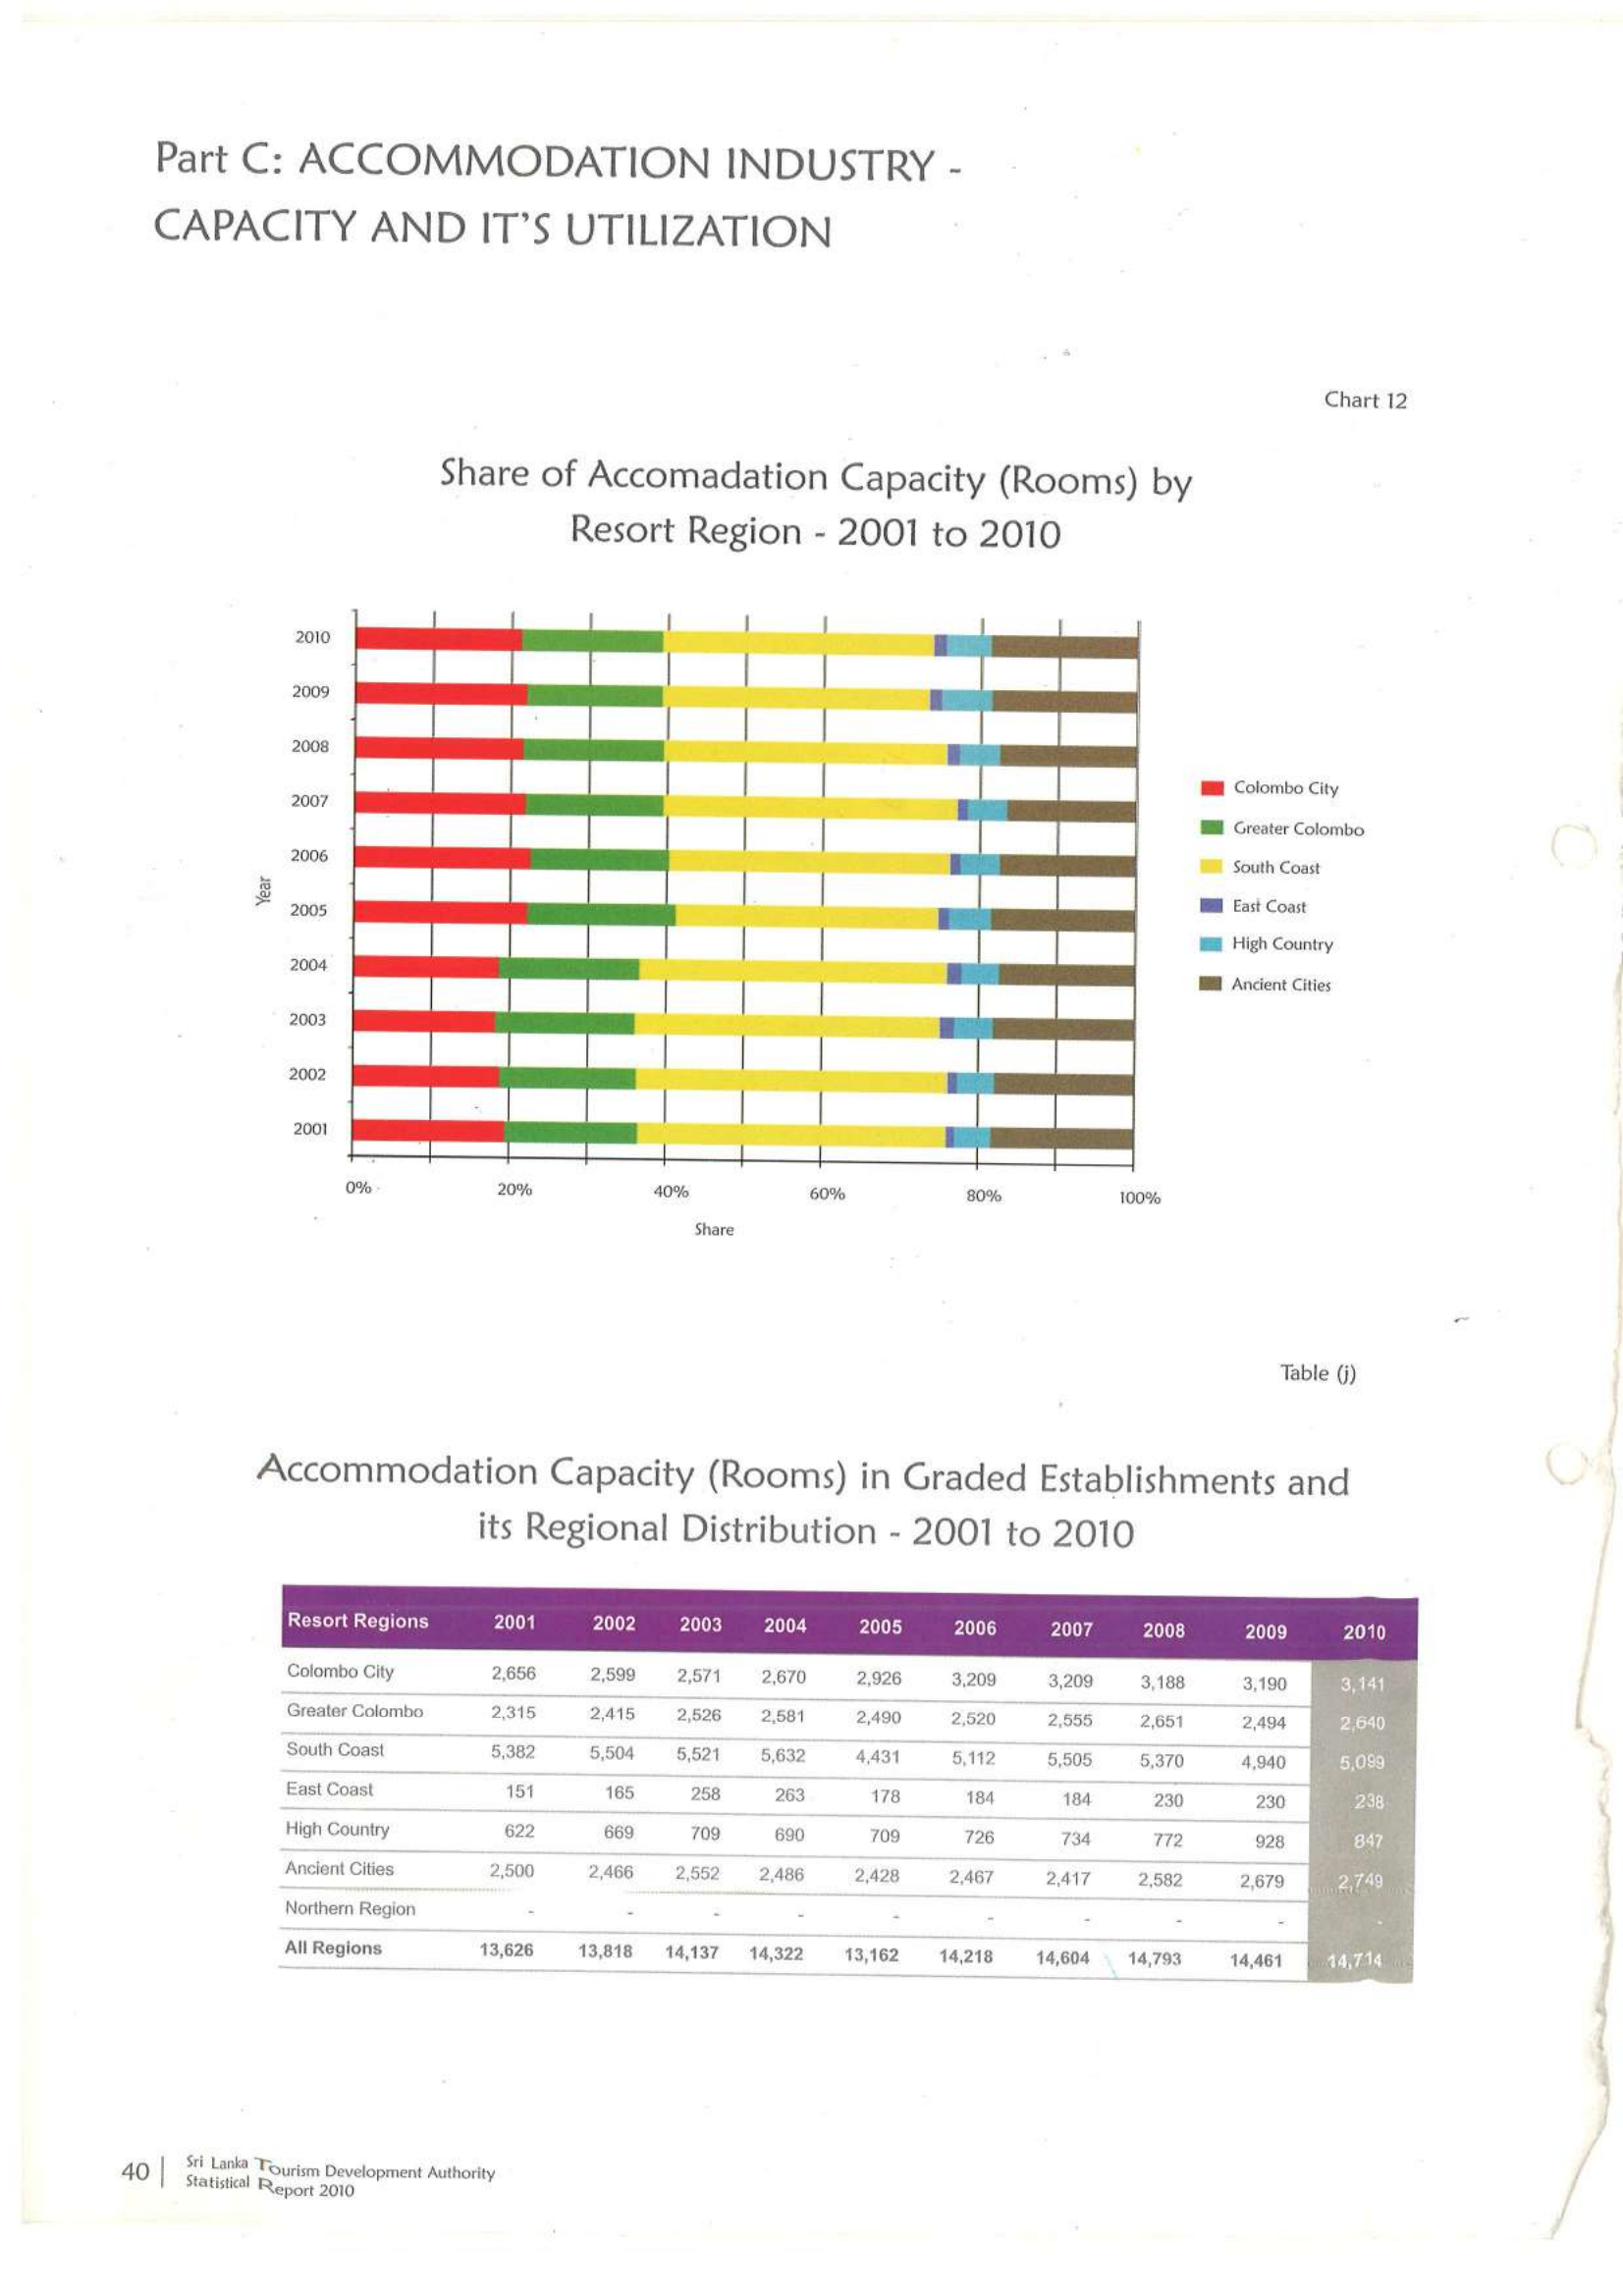 Part C: ACCOMMODATION INDUSTRY -
CAPACITY AND IT'S UTILIZATION
Chart 12
Share of Accomadation Capacity (Rooms) by
Resort Region - 2001 to 2010
2010
2009
2008
2007
2006
2005
2004
2003
2002
2001
Year
0% 20% 40% 60% 80% 100%
Share
Colombo City
Greater Colombo
South Coast
East Coast
High Country
Ancient Cities
Table (j)
Accommodation Capacity (Rooms) in Graded Establishments and
its Regional Distribution - 2001 to 2010
Resort Regions 2001 2002 2003 2004 2005 2006 2007 2008 2009 2010
Colombo City 2,656 2,599 2,571 2,670 2,926 3,209 3,209 3,188 3,190 3,141
Greater Colombo 2,315 2,415 2,526 2,581 2,490 2,520 2,555 2,651 2,494 2,640
South Coast 5,382 5,504 5,521 5,632 4,431 5,112 5,505 5,370 4,940 5,099
East Coast 151 165 258 263 178 184 184 230 230 238
High Country 622 669 709 690 709 726 734 772 928 847
Ancient Cities 2,500 2,466 2,552 2,486 2,428 2,467 2,417 2,582 2,679 2,749
Northern Region - - - - - - - - - -
All Regions 13,626 13,818 14,137 14,322 13,162 14,218 14,604 14,793 14,461 14,714
40 | Sri Lanka Tourism Development Authority
Statistical Report 2010